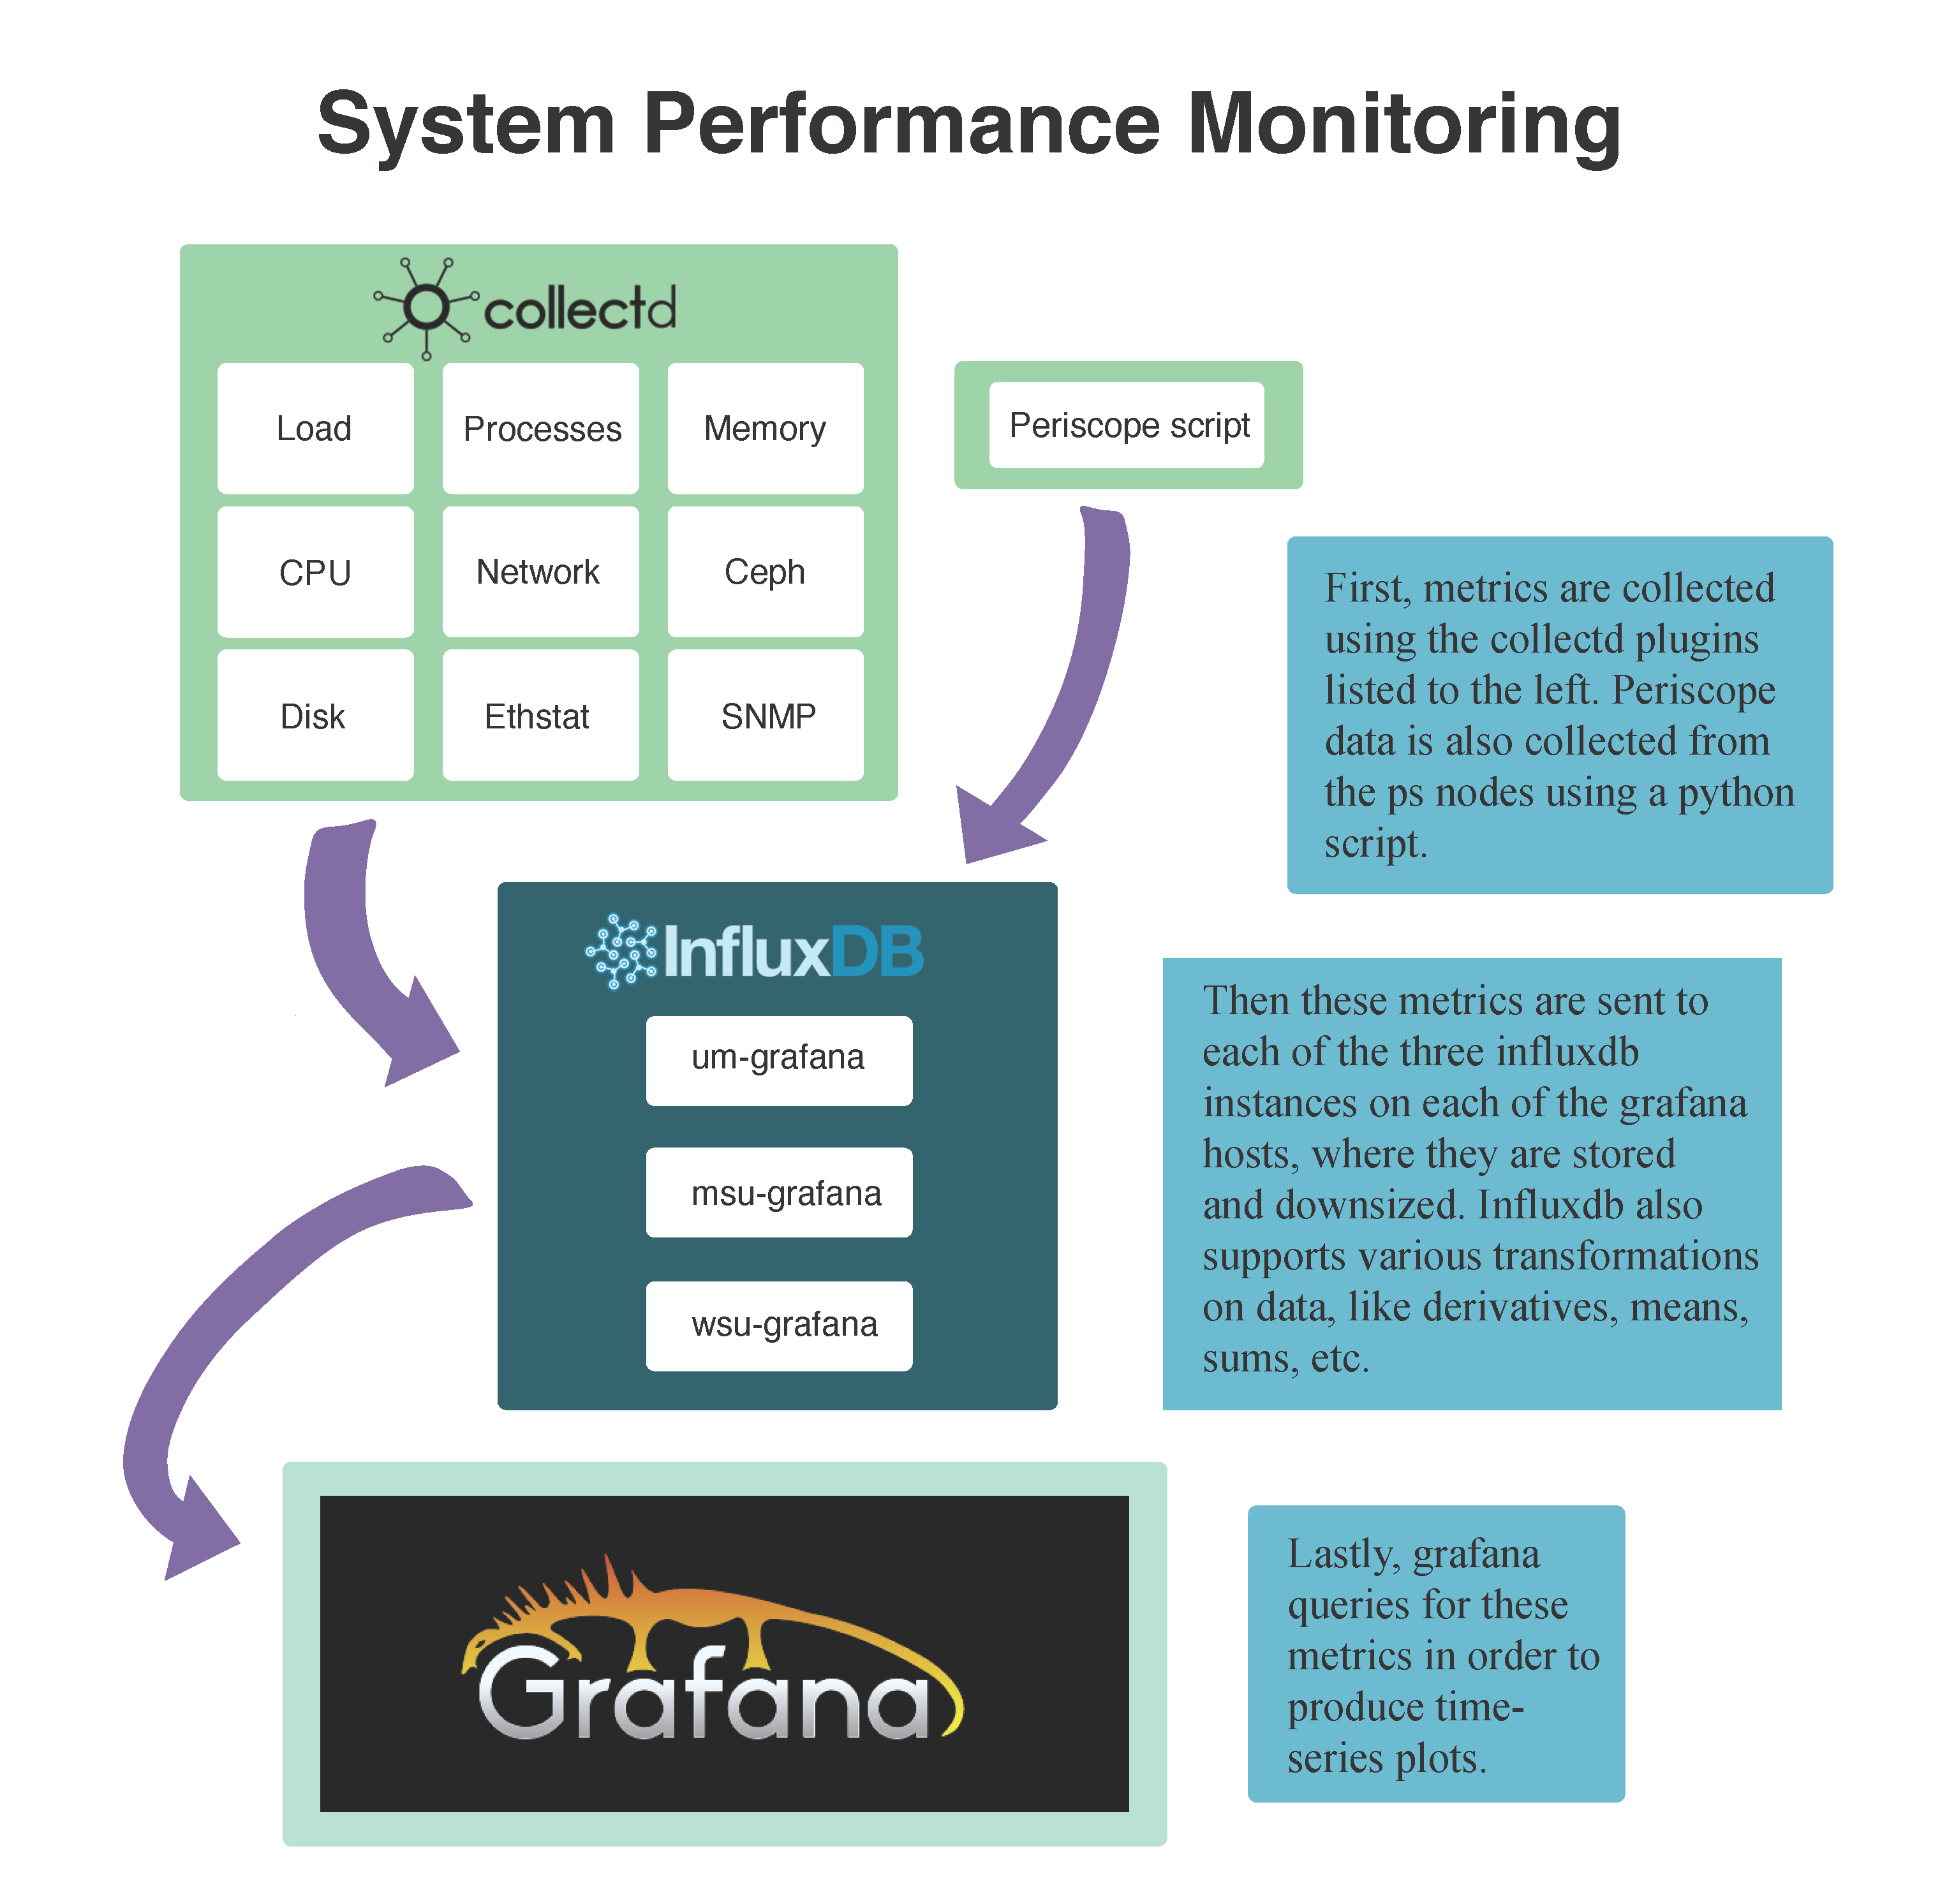 System Performance Monitoring
collectd
Load
Processes
Memory
CPU
Network
Ceph
Disk
Ethstat
SNMP
Periscope script
First, metrics are collected
using the collectd plugins
listed to the left. Periscope
data is also collected from
the ps nodes using a python
script.
InfluxDB
um-grafana
msu-grafana
wsu-grafana
Then these metrics are sent to
each of the three influxdb
instances on each of the grafana
hosts, where they are stored
and downsized. Influxdb also
supports various transformations
on data, like derivatives, means,
sums, etc.
Grafana
Lastly, grafana
queries for these
metrics in order to
produce time-
series plots.